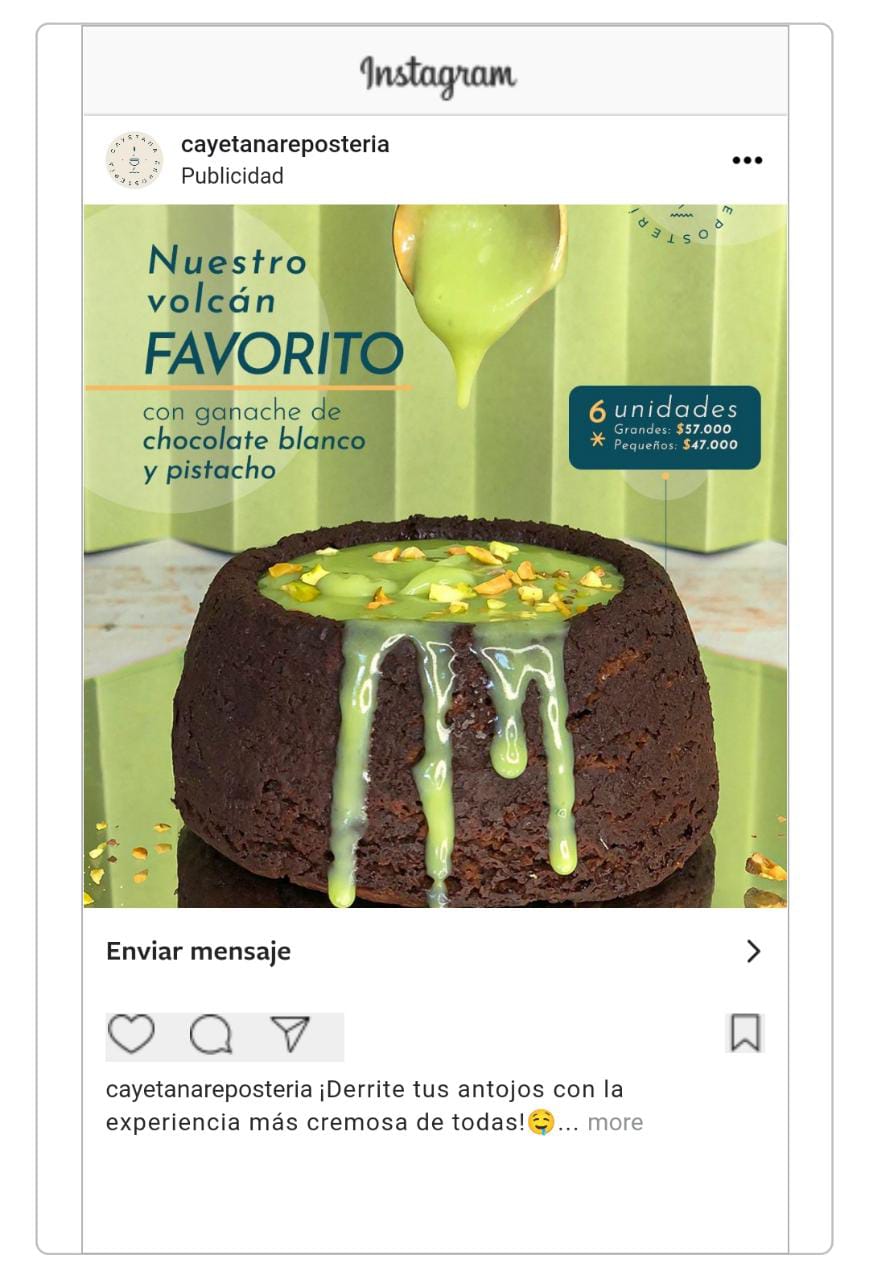 Instagram
cayetanareposteria
Publicidad
Nuestro
volcán
FAVORITO
con ganache de
chocolate blanco
y pistacho
6 unidades
* Grandes: $57.000
Pequeños: $47.000
Enviar mensaje
cayetanareposteria ¡Derrite tus antojos con la
experiencia más cremosa de todas!🤤... more